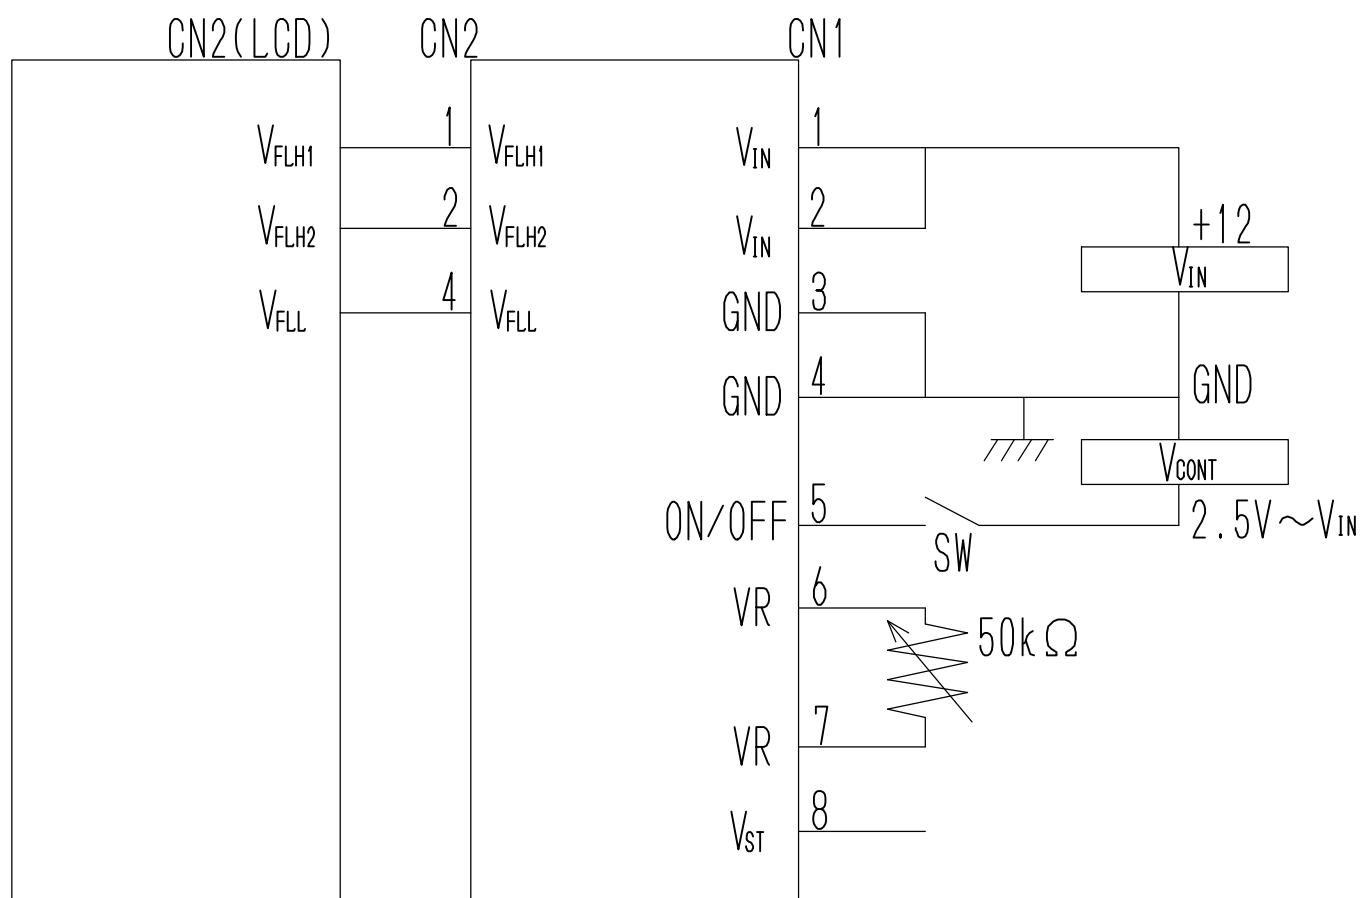 CN2(LCD) CN2 CN1
1 1
VFLH1 VFLH1 VIN
2 2
VFLH2 VFLH2 VIN
+12
VIN
4 3
VFLL VFLL GND
4
GND GND
VCONT
5
ON/OFF 2.5V～VIN
SW
6
VR
50kΩ
7
VR
8
VST